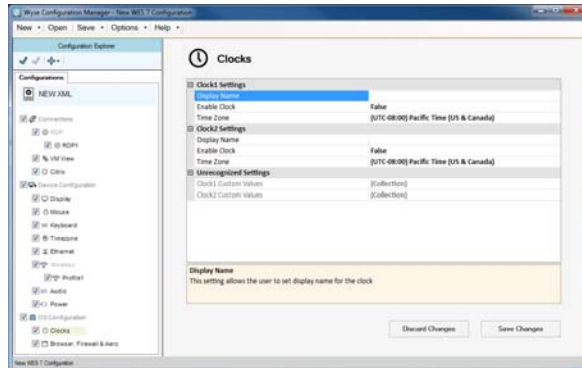 Wyse Configuration Manager - New WES 7 Configuration
New Open Save Options Help
Configuration Explorer
Configurations
NEW.XML
Connections
RDP
RDP1
VM View
Citrix
Device Configuration
Display
Mouse
Keyboard
Timezone
Ethernet
Wireless
Profile1
Audio
Power
OS Configuration
Clocks
Browser, Firewall & Aero
New WES 7 Configuration
Clocks
Clock1 Settings
Display Name
Enable Clock False
Time Zone (UTC-08:00) Pacific Time (US & Canada)
Clock2 Settings
Display Name
Enable Clock False
Time Zone (UTC-08:00) Pacific Time (US & Canada)
Unrecognized Settings
Clock1 Custom Values (Collection)
Clock2 Custom Values (Collection)
Display Name
This setting allows the user to set display name for the clock
Discard Changes Save Changes